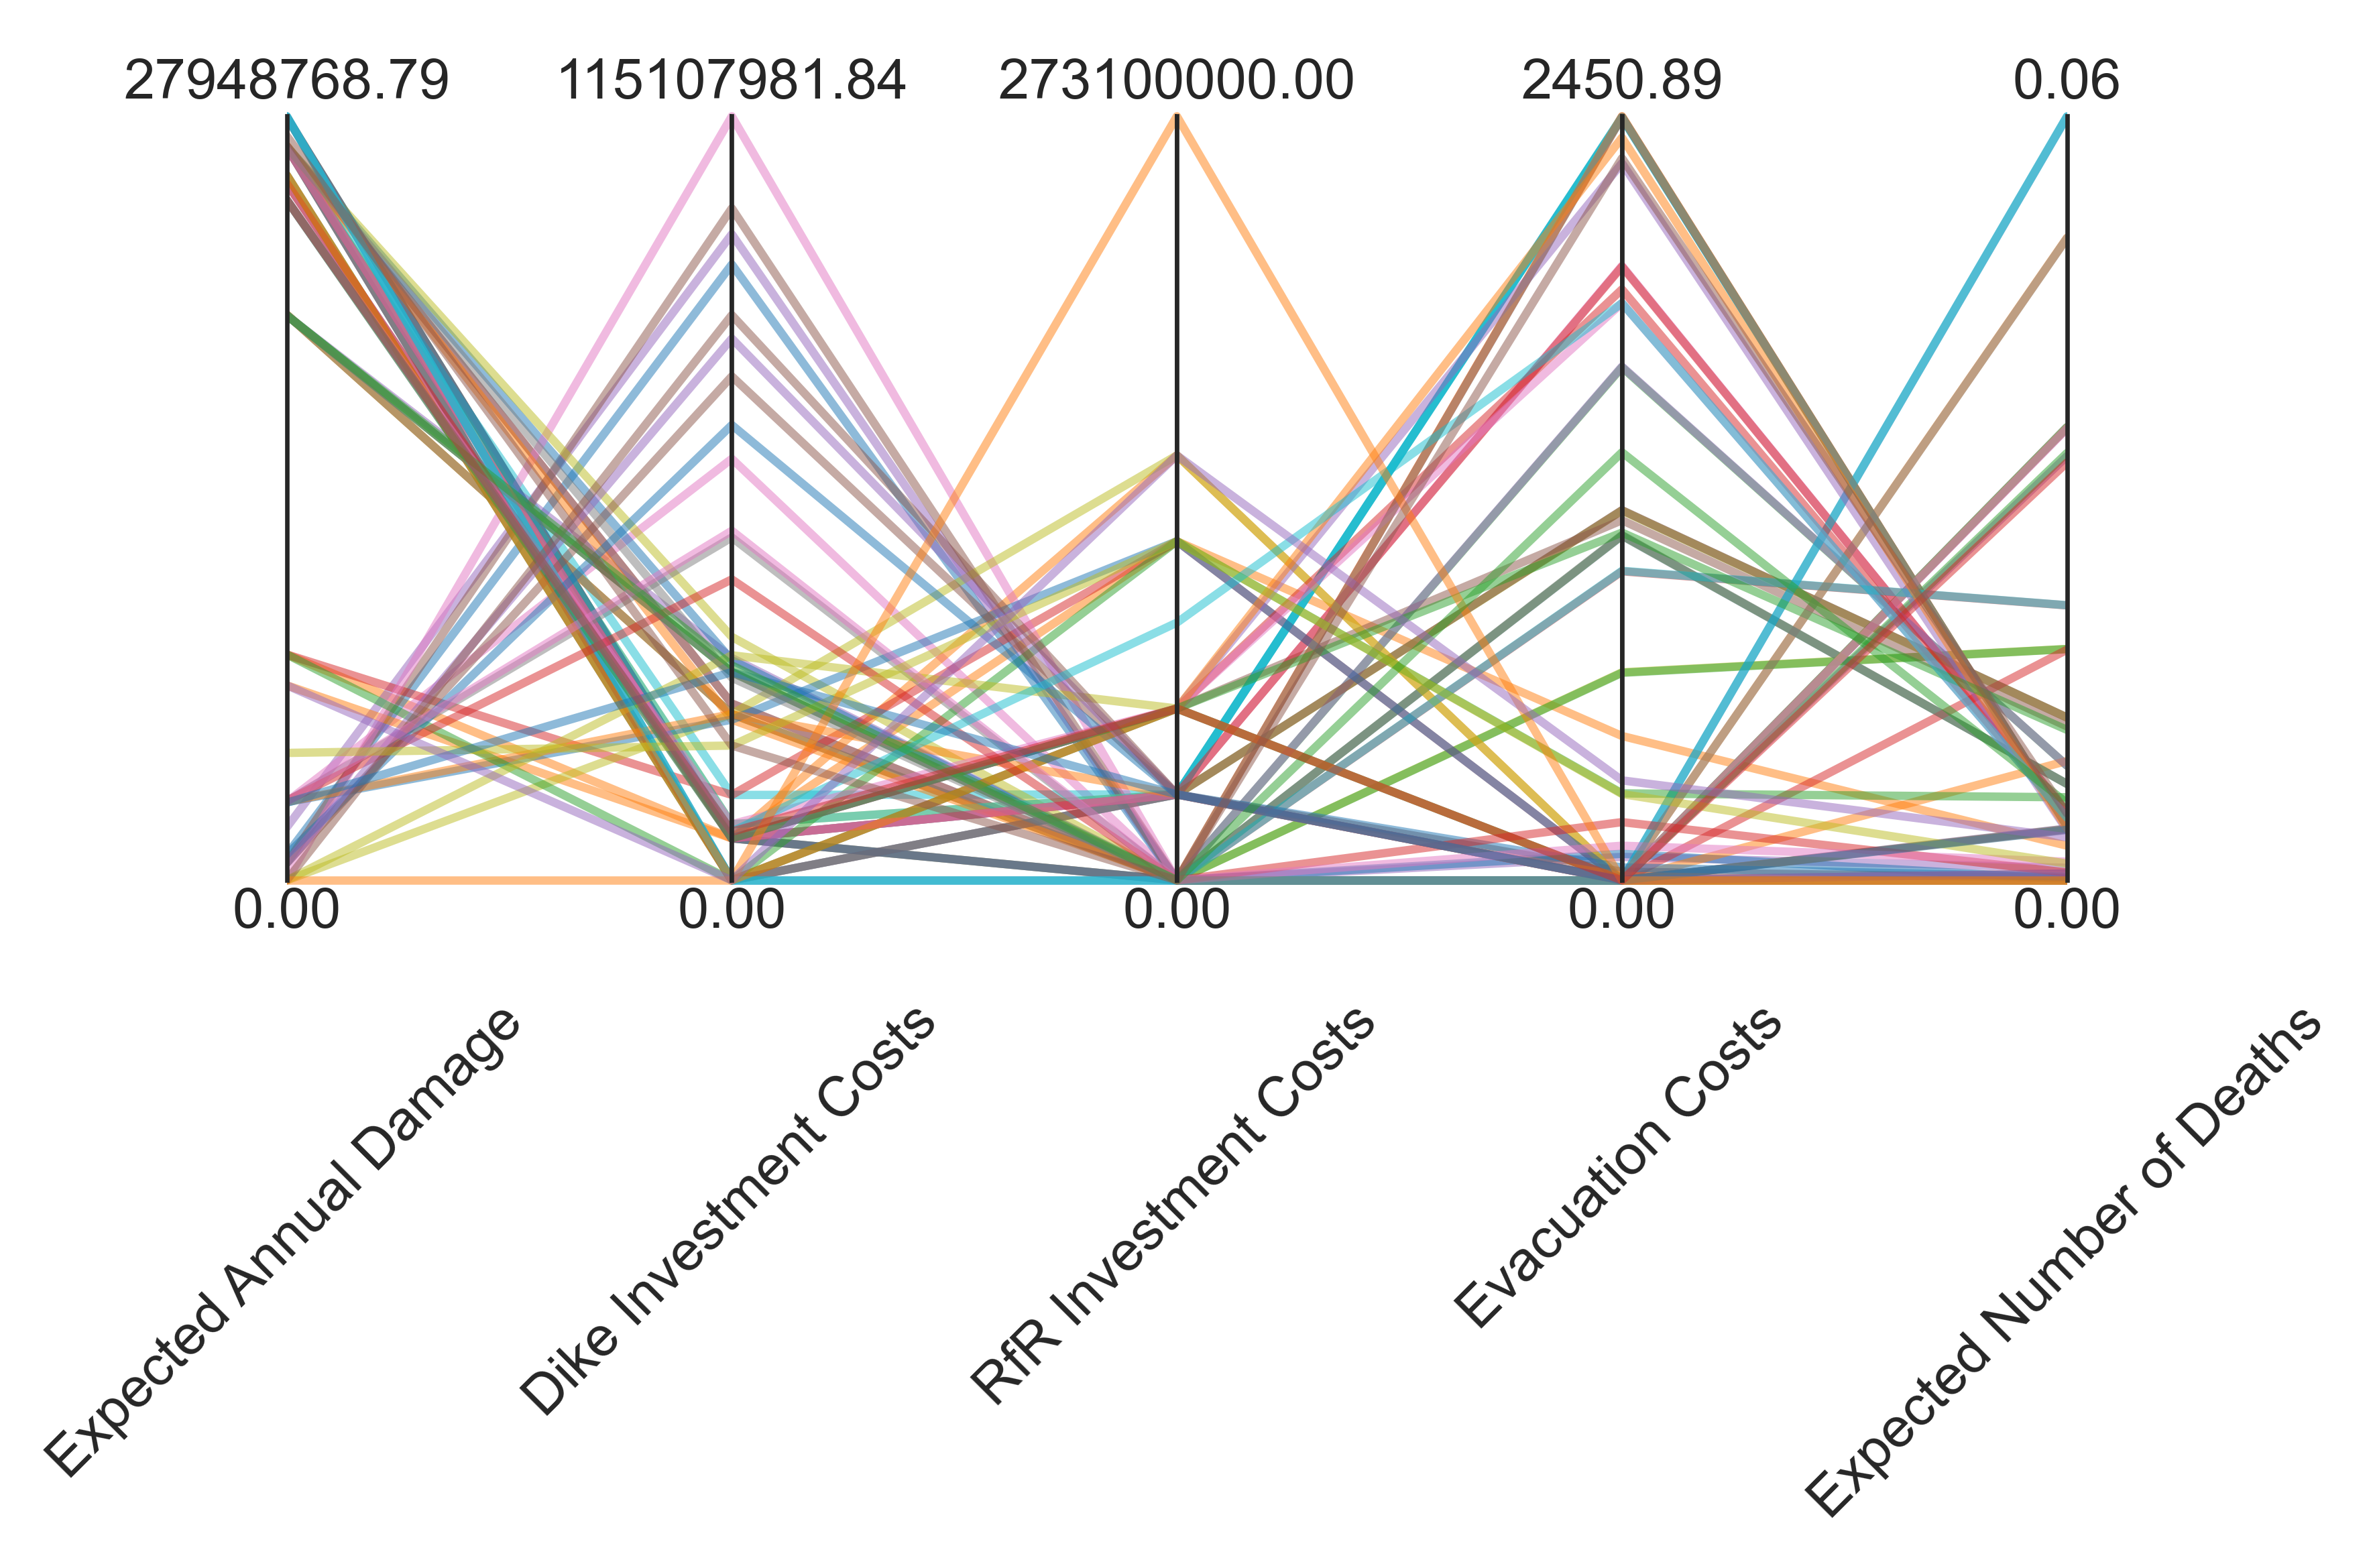 27948768.79
115107981.84
273100000.00
2450.89
0.06
0.00
0.00
0.00
0.00
0.00
Expected Annual Damage
Dike Investment Costs
RfR Investment Costs
Evacuation Costs
Expected Number of Deaths